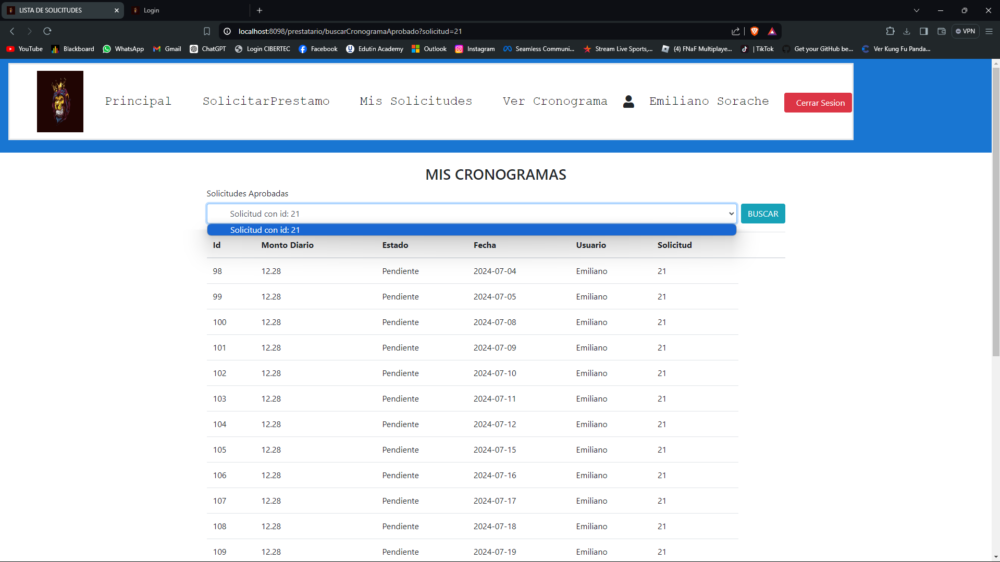 LISTA DE SOLICITUDES
Login
localhost:8098/prestatario/buscarCronogramaAprobado?solicitud=21
VPN
YouTube Blackboard WhatsApp Gmail ChatGPT Login CIBERTEC Facebook Edutin Academy Outlook Instagram Seamless Communi... Stream Live Sports,... (4) FNaF Multiplaye... | TikTok Get your GitHub be... Ver Kung Fu Panda...
Principal SolicitarPrestamo Mis Solicitudes Ver Cronograma Emiliano Sorache Cerrar Sesion
MIS CRONOGRAMAS
Solicitudes Aprobadas
Solicitud con id: 21 BUSCAR
Solicitud con id: 21
Id Monto Diario Estado Fecha Usuario Solicitud
98 12.28 Pendiente 2024-07-04 Emiliano 21
99 12.28 Pendiente 2024-07-05 Emiliano 21
100 12.28 Pendiente 2024-07-08 Emiliano 21
101 12.28 Pendiente 2024-07-09 Emiliano 21
102 12.28 Pendiente 2024-07-10 Emiliano 21
103 12.28 Pendiente 2024-07-11 Emiliano 21
104 12.28 Pendiente 2024-07-12 Emiliano 21
105 12.28 Pendiente 2024-07-15 Emiliano 21
106 12.28 Pendiente 2024-07-16 Emiliano 21
107 12.28 Pendiente 2024-07-17 Emiliano 21
108 12.28 Pendiente 2024-07-18 Emiliano 21
109 12.28 Pendiente 2024-07-19 Emiliano 21